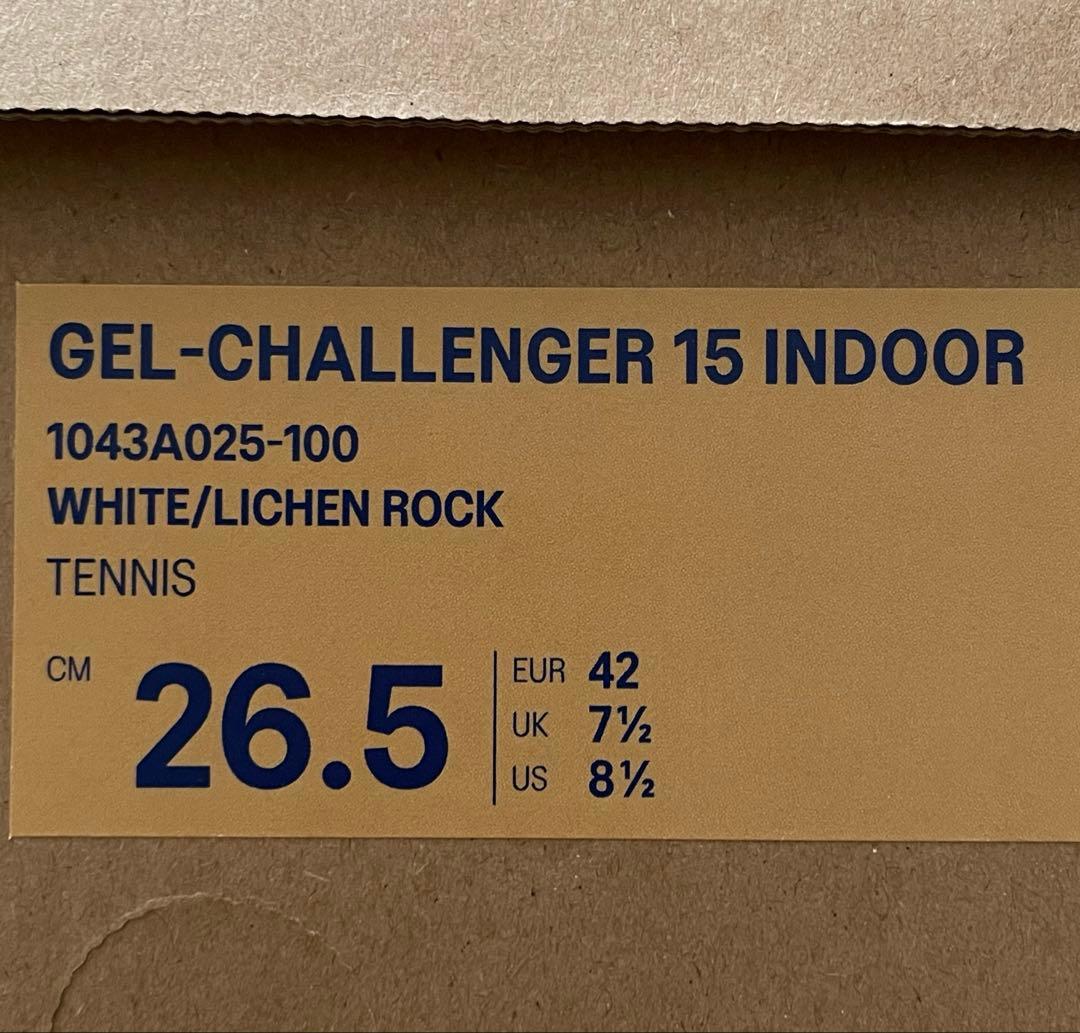 GEL-CHALLENGER 15 INDOOR
1043A025-100
WHITE/LICHEN ROCK
TENNIS
CM 26.5
EUR 42
UK 7½
US 8½